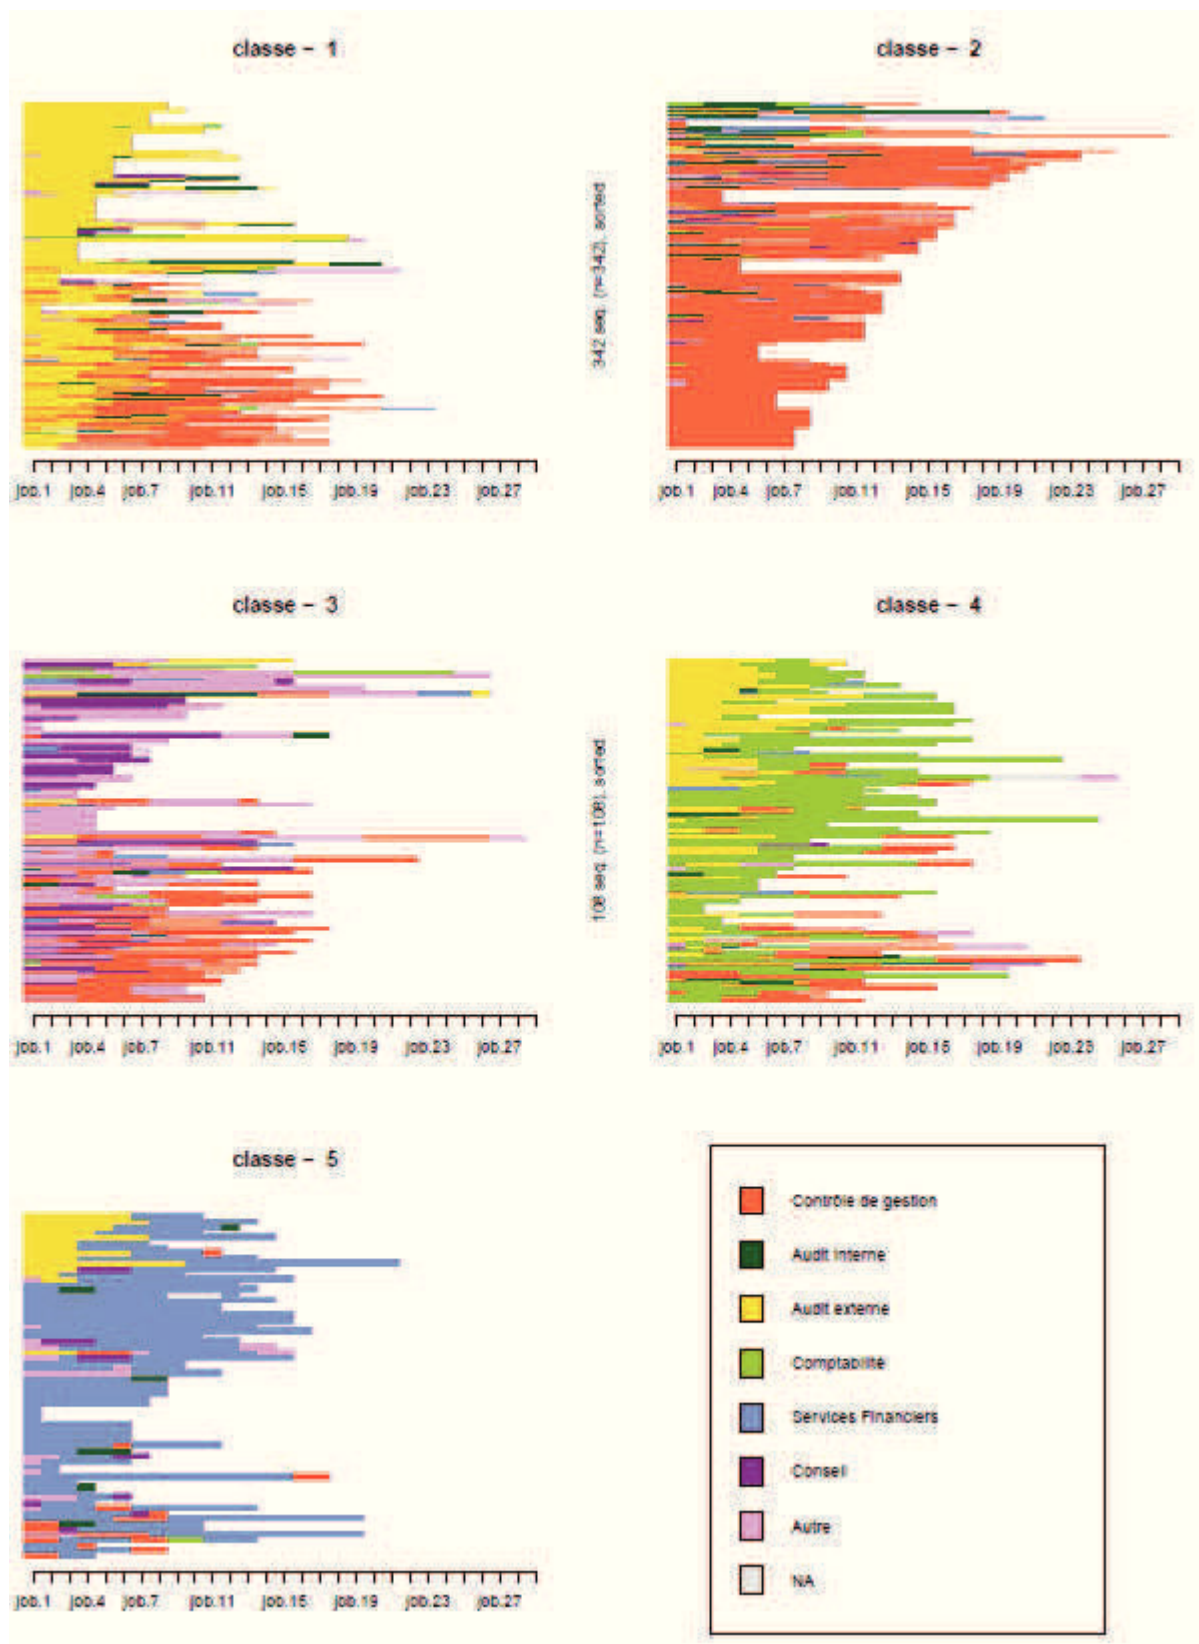 classe - 1
classe - 2
342 seq. (n=342), sorted
job.1 job.4 job.7 job.11 job.15 job.19 job.23 job.27
job.1 job.4 job.7 job.11 job.15 job.19 job.23 job.27
classe - 3
classe - 4
108 seq. (n=108), sorted
job.1 job.4 job.7 job.11 job.15 job.19 job.23 job.27
job.1 job.4 job.7 job.11 job.15 job.19 job.23 job.27
classe - 5
Contrôle de gestion
Audit Interne
Audit externe
Comptabilité
Services Financiers
Conseil
Autre
NA
job.1 job.4 job.7 job.11 job.15 job.19 job.23 job.27